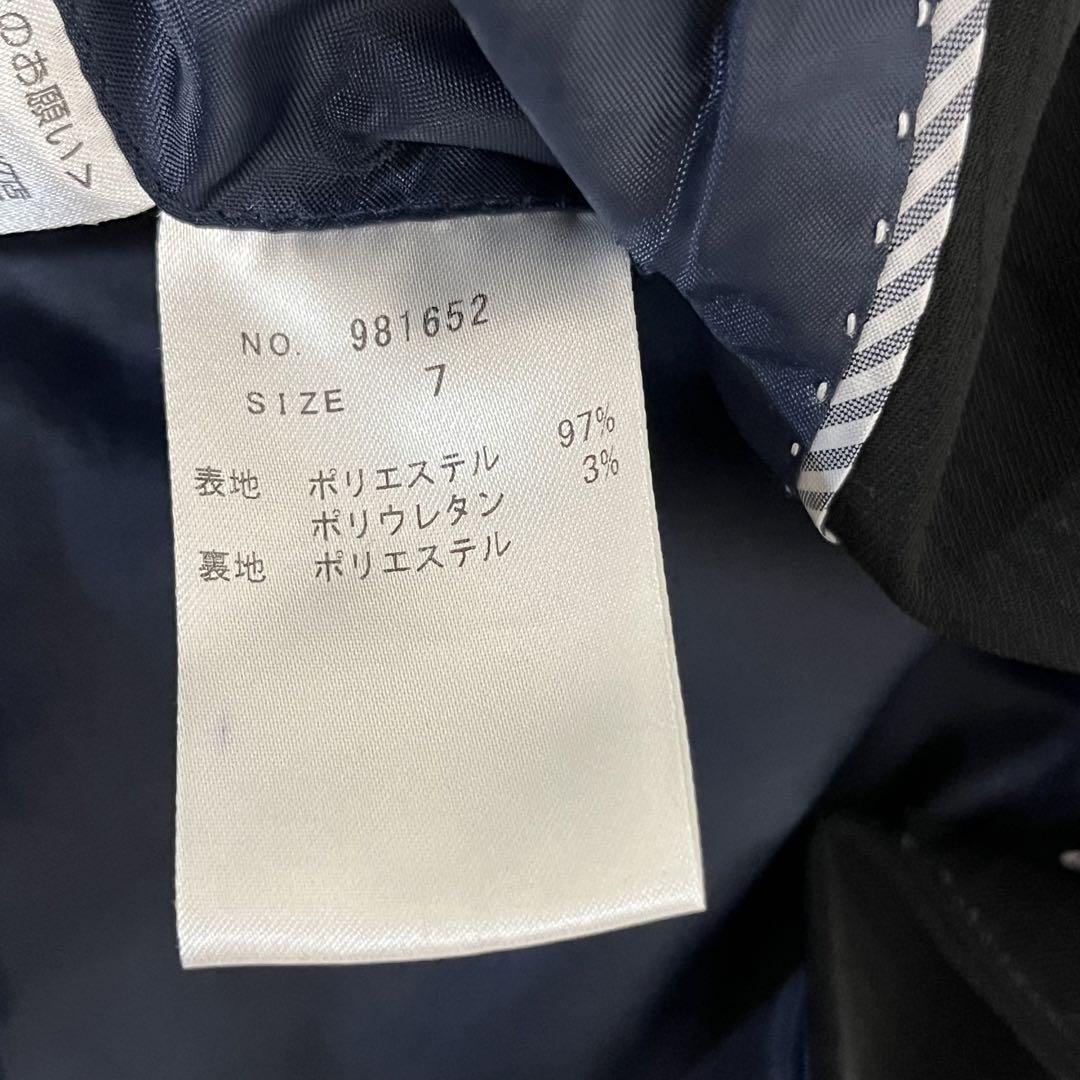 のお願い>
NO. 981652
SIZE 7
表地 ポリエステル 97%
ポリウレタン 3%
裏地 ポリエステル